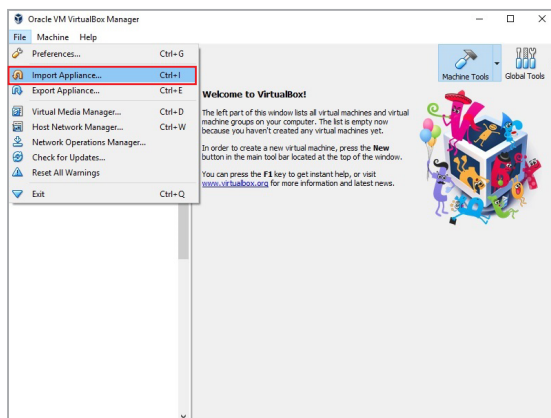 Oracle VM VirtualBox Manager
File Machine Help
Preferences... Ctrl+G
Import Appliance... Ctrl+I
Export Appliance... Ctrl+E
Virtual Media Manager... Ctrl+D
Host Network Manager... Ctrl+W
Network Operations Manager...
Check for Updates...
Reset All Warnings
Exit Ctrl+Q
Machine Tools
Global Tools
Welcome to VirtualBox!
The left part of this window lists all virtual machines and virtual
machine groups on your computer. The list is empty now
because you haven't created any virtual machines yet.
In order to create a new virtual machine, press the New
button in the main tool bar located at the top of the window.
You can press the F1 key to get instant help, or visit
www.virtualbox.org for more information and latest news.